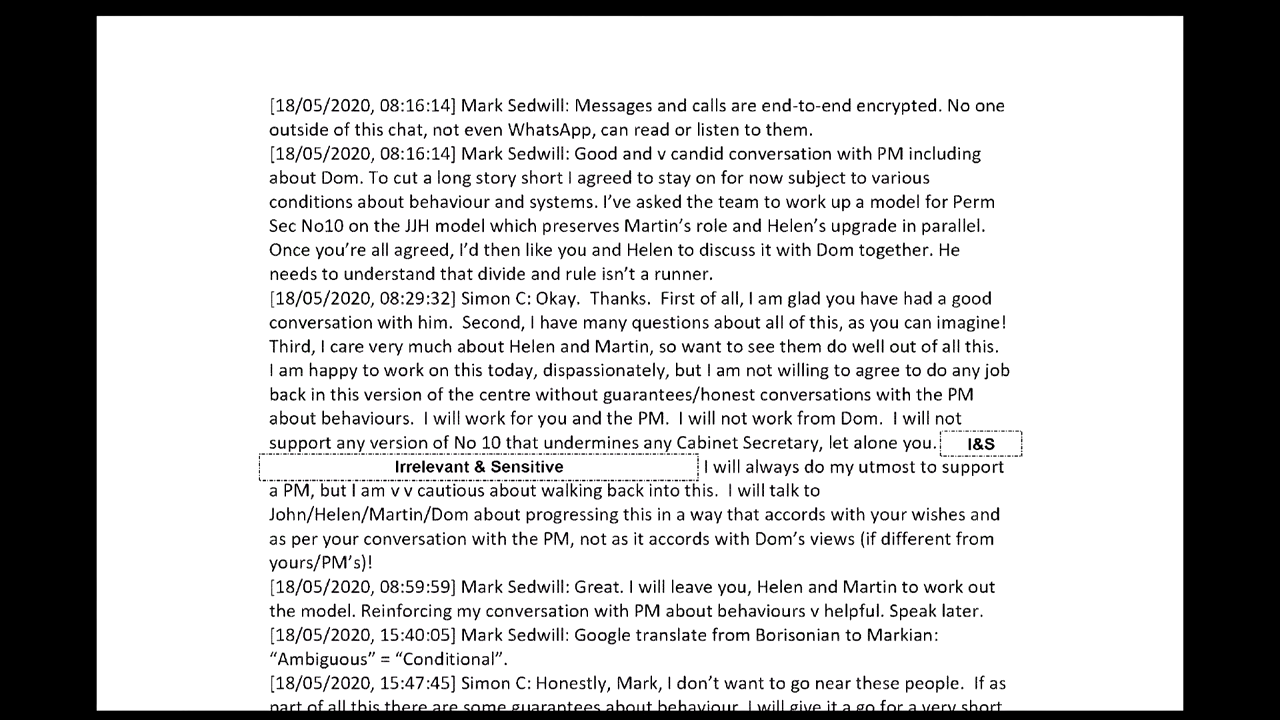 [18/05/2020, 08:16:14] Mark Sedwill: Messages and calls are end-to-end encrypted. No one
outside of this chat, not even WhatsApp, can read or listen to them.
[18/05/2020, 08:16:14] Mark Sedwill: Good and v candid conversation with PM including
about Dom. To cut a long story short I agreed to stay on for now subject to various
conditions about behaviour and systems. I’ve asked the team to work up a model for Perm
Sec No10 on the JJH model which preserves Martin’s role and Helen’s upgrade in parallel.
Once you’re all agreed, I’d then like you and Helen to discuss it with Dom together. He
needs to understand that divide and rule isn’t a runner.
[18/05/2020, 08:29:32] Simon C: Okay.  Thanks.  First of all, I am glad you have had a good
conversation with him.  Second, I have many questions about all of this, as you can imagine!
Third, I care very much about Helen and Martin, so want to see them do well out of all this.
I am happy to work on this today, dispassionately, but I am not willing to agree to do any job
back in this version of the centre without guarantees/honest conversations with the PM
about behaviours.  I will work for you and the PM.  I will not work from Dom.  I will not
support any version of No 10 that undermines any Cabinet Secretary, let alone you. I&S
Irrelevant & Sensitive I will always do my utmost to support
a PM, but I am v v cautious about walking back into this.  I will talk to
John/Helen/Martin/Dom about progressing this in a way that accords with your wishes and
as per your conversation with the PM, not as it accords with Dom’s views (if different from
yours/PM’s)!
[18/05/2020, 08:59:59] Mark Sedwill: Great. I will leave you, Helen and Martin to work out
the model. Reinforcing my conversation with PM about behaviours v helpful. Speak later.
[18/05/2020, 15:40:05] Mark Sedwill: Google translate from Borisonian to Markian:
“Ambiguous” = “Conditional”.
[18/05/2020, 15:47:45] Simon C: Honestly, Mark, I don’t want to go near these people.  If as
part of all this there are some guarantees about behaviour, I will give it a go for a very short